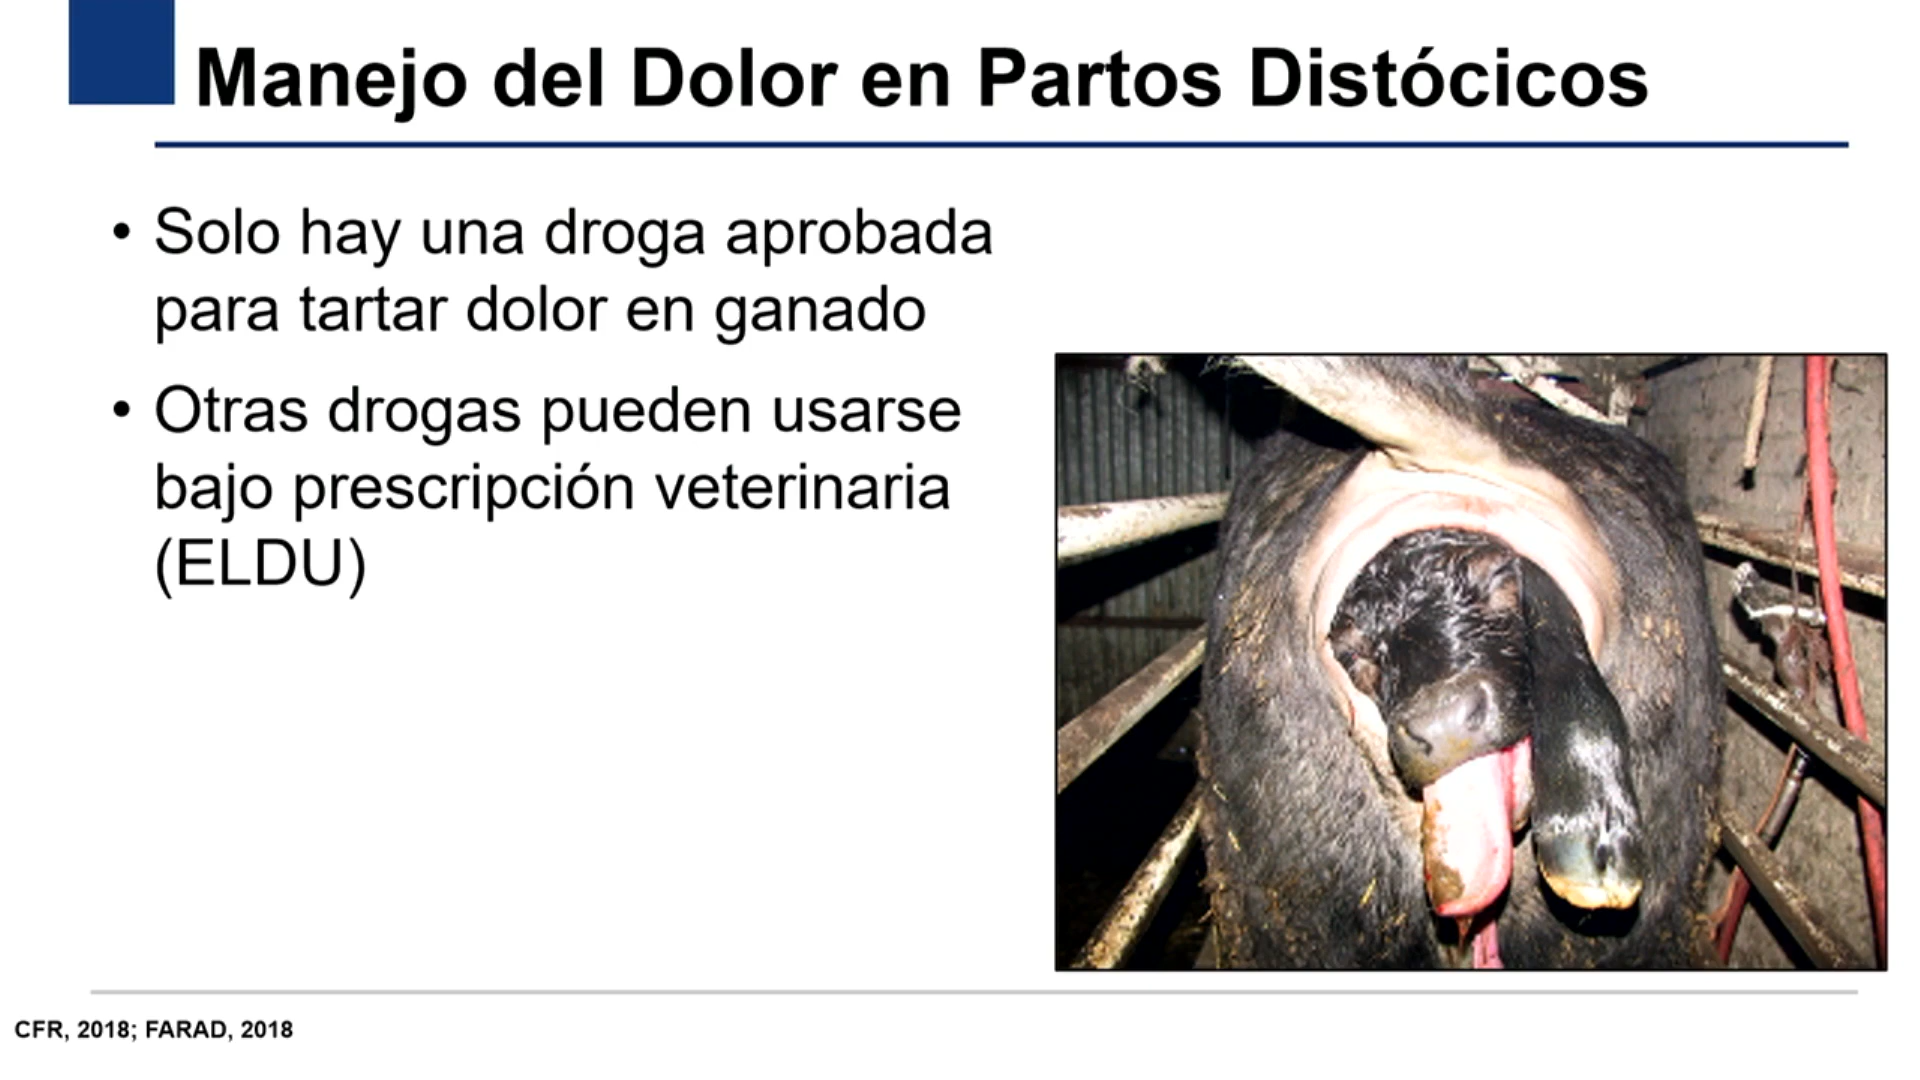 Manejo del Dolor en Partos Distócicos
• Solo hay una droga aprobada
para tartar dolor en ganado
• Otras drogas pueden usarse
bajo prescripción veterinaria
(ELDU)
CFR, 2018; FARAD, 2018